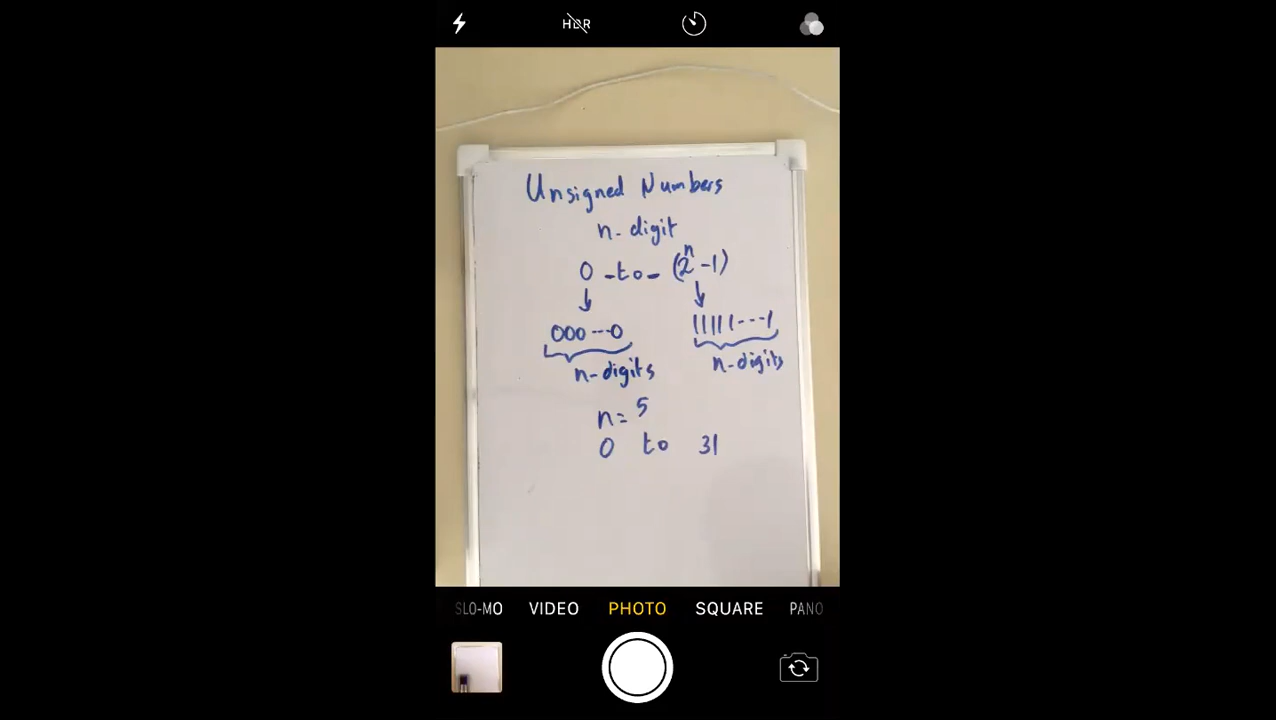 HDR
Unsigned Numbers
n- digit
0 -to- (2ⁿ-1)
000---0 11111---1
n-digits n-digits
n= 5
0 to 31
SLO-MO VIDEO PHOTO SQUARE PANO